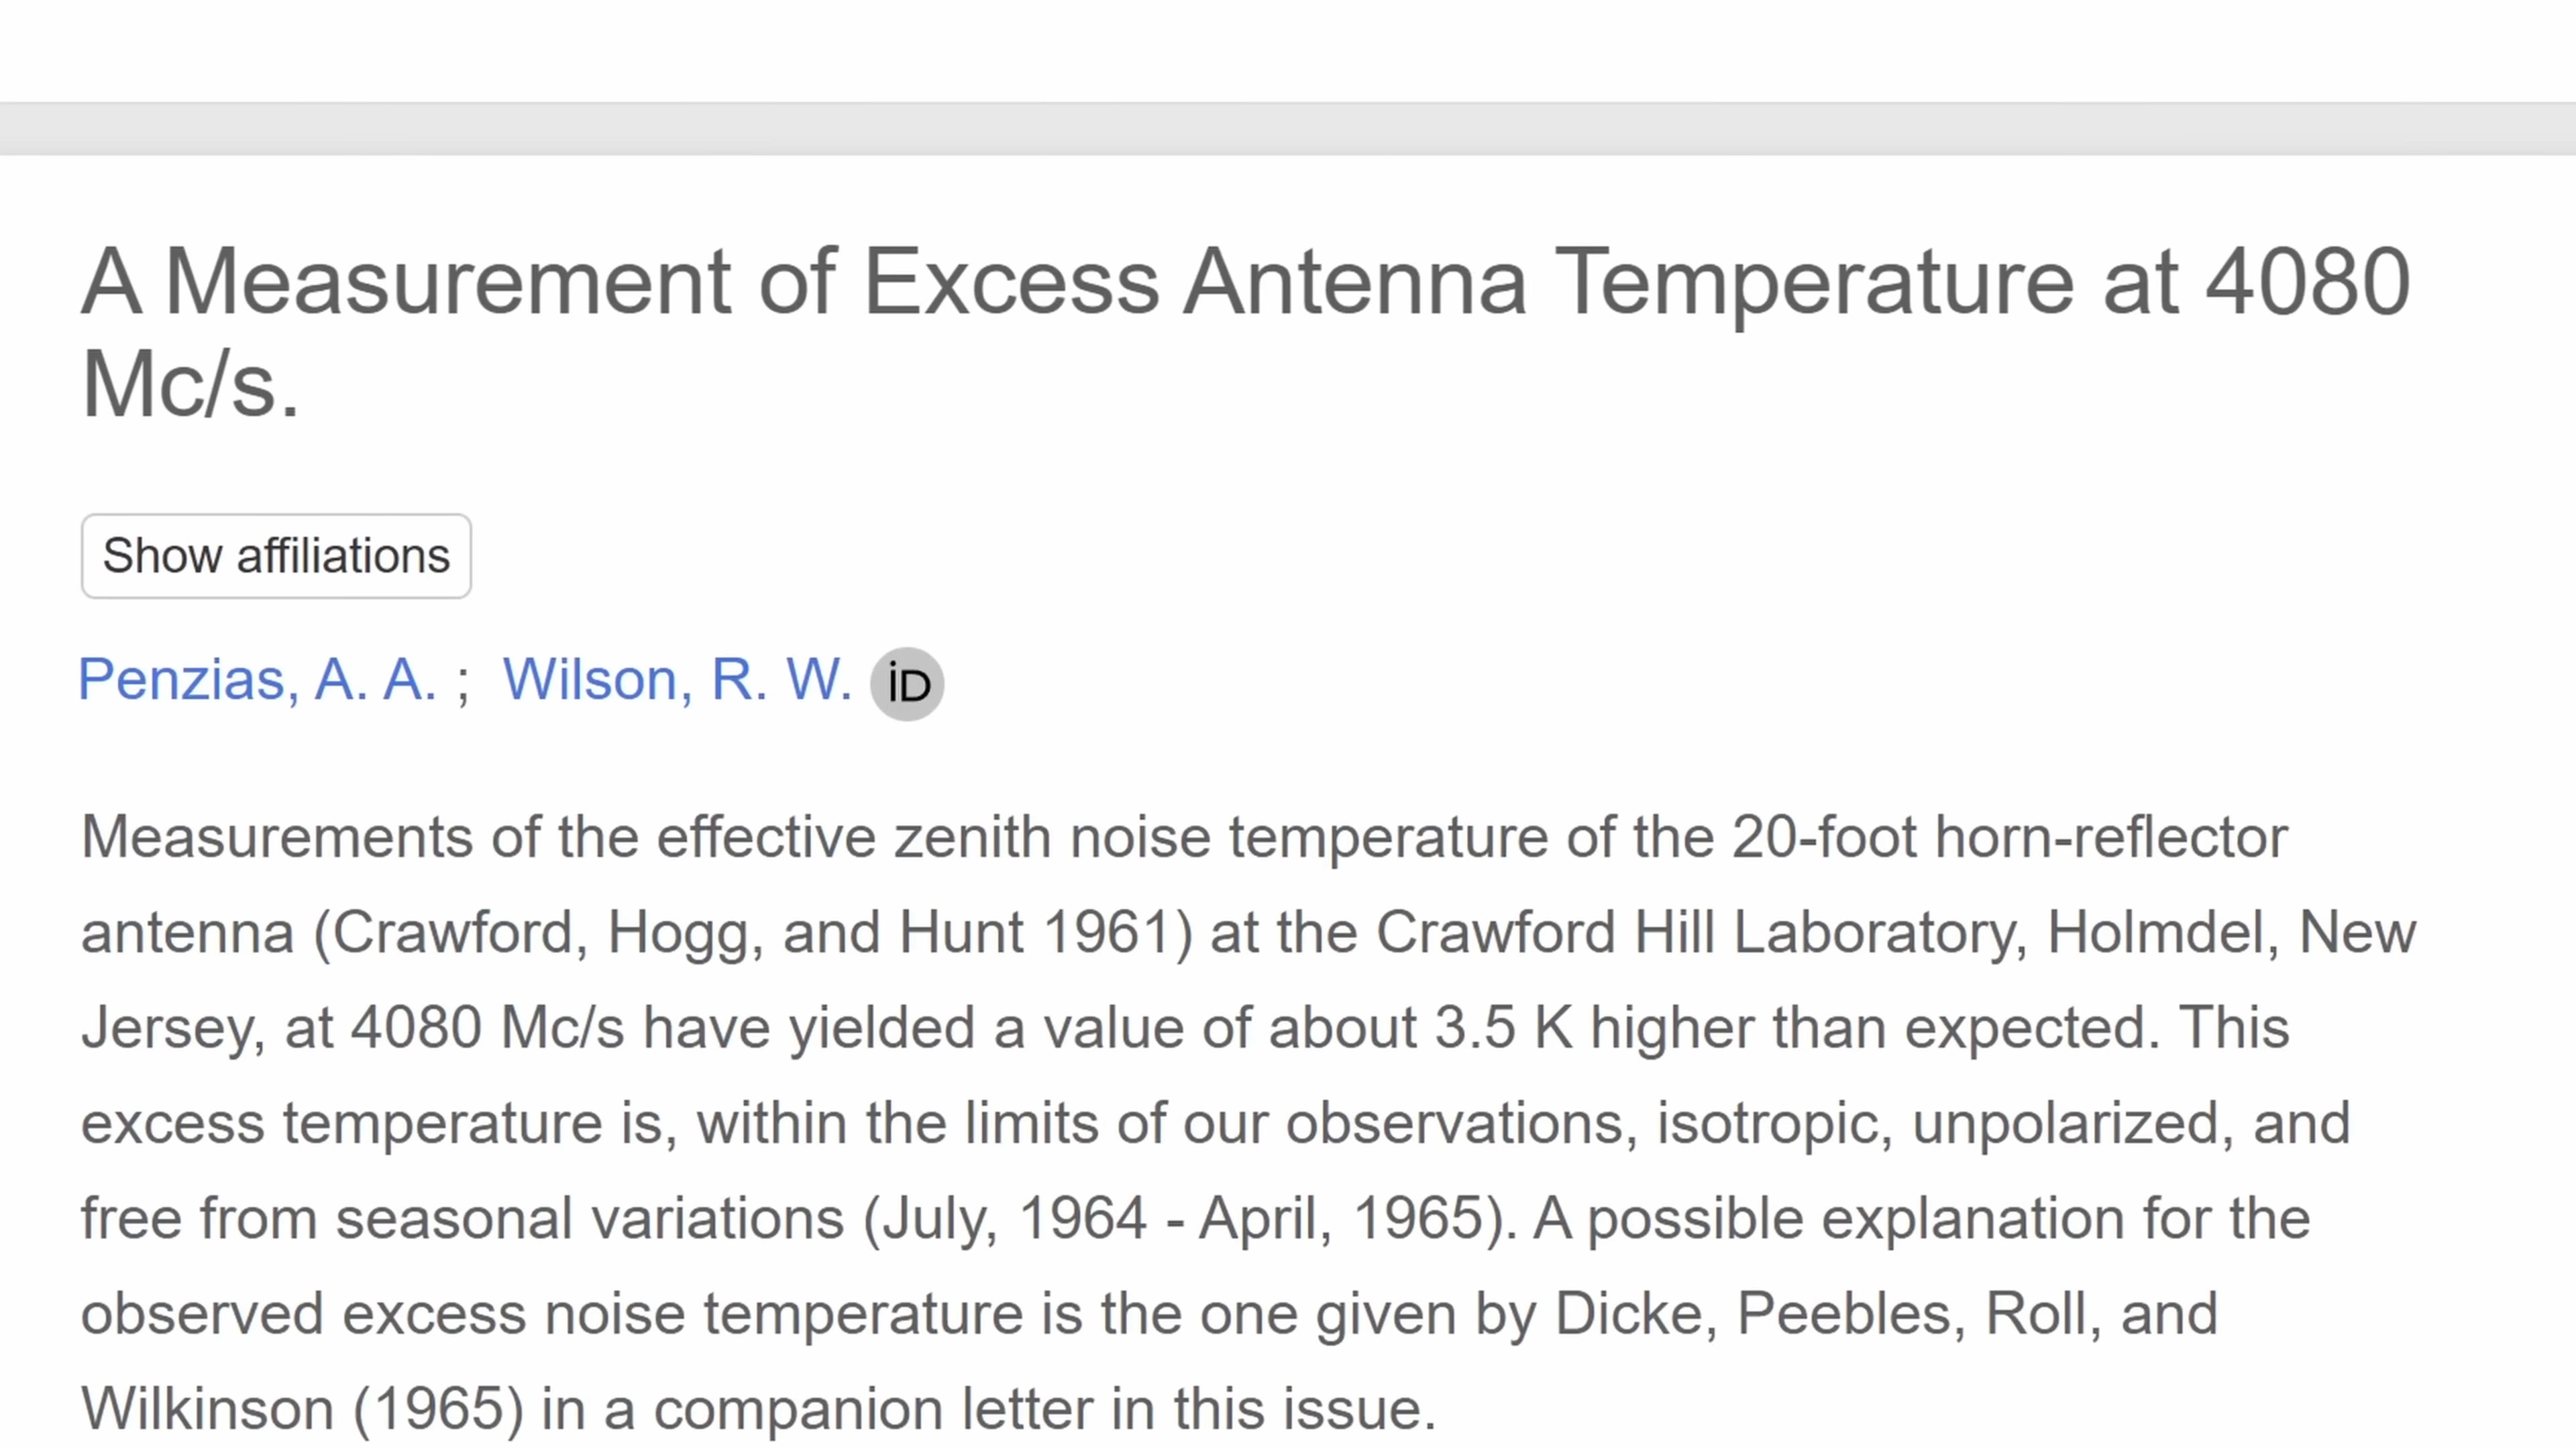 A Measurement of Excess Antenna Temperature at 4080
Mc/s.
Show affiliations
Penzias, A. A. ; Wilson, R. W. iD
Measurements of the effective zenith noise temperature of the 20-foot horn-reflector
antenna (Crawford, Hogg, and Hunt 1961) at the Crawford Hill Laboratory, Holmdel, New
Jersey, at 4080 Mc/s have yielded a value of about 3.5 K higher than expected. This
excess temperature is, within the limits of our observations, isotropic, unpolarized, and
free from seasonal variations (July, 1964 - April, 1965). A possible explanation for the
observed excess noise temperature is the one given by Dicke, Peebles, Roll, and
Wilkinson (1965) in a companion letter in this issue.